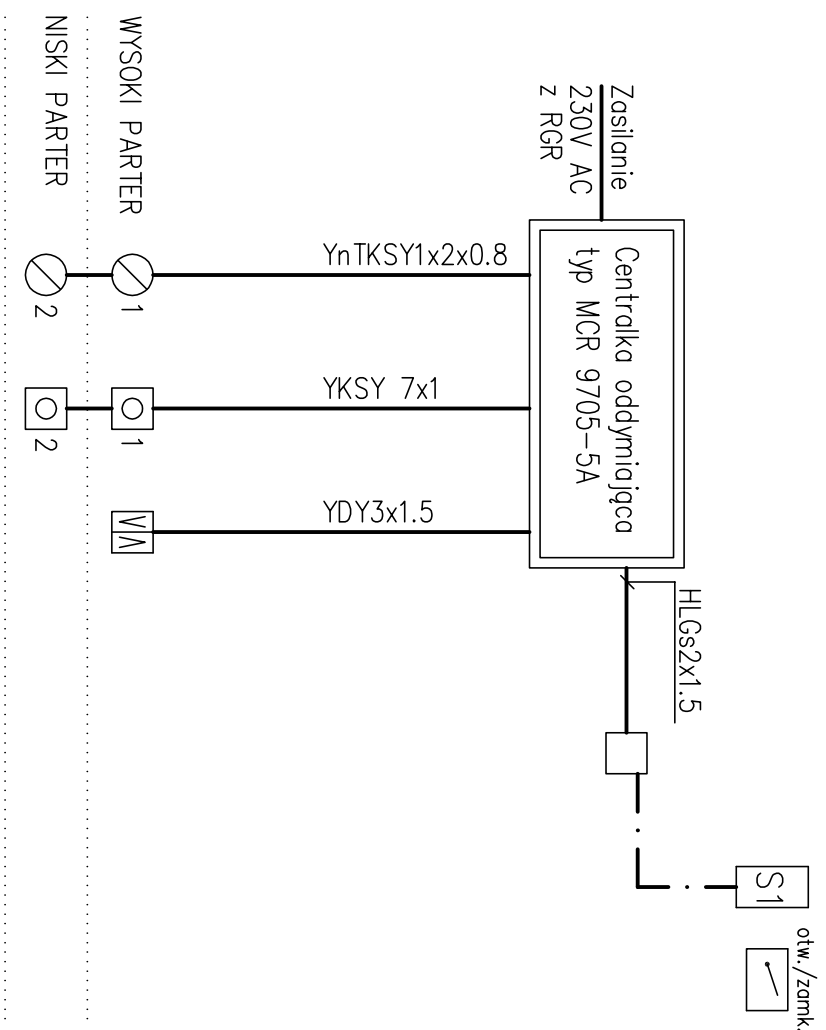 Zasilanie
230V AC
z RGR
Centralka oddymiająca
typ MCR 9705-5A
HLGs2x1.5
S1
otw./zamk.
YnTKSY1x2x0.8
YKSY 7x1
YDY3x1.5
WYSOKI PARTER
1
1
NISKI PARTER
2
2